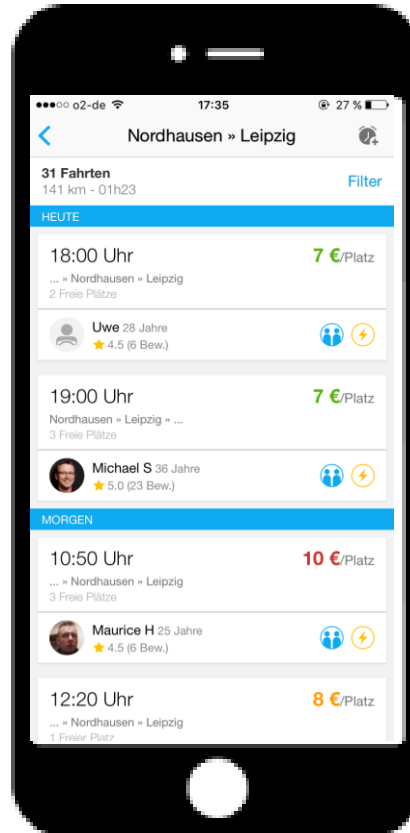 o2-de 17:35 27 %
Nordhausen » Leipzig
31 Fahrten
141 km - 01h23
Filter
HEUTE
18:00 Uhr 7 €/Platz
... » Nordhausen » Leipzig
2 Freie Plätze
Uwe 28 Jahre
4.5 (6 Bew.)
19:00 Uhr 7 €/Platz
Nordhausen » Leipzig » ...
3 Freie Plätze
Michael S 36 Jahre
5.0 (23 Bew.)
MORGEN
10:50 Uhr 10 €/Platz
... » Nordhausen » Leipzig
3 Freie Plätze
Maurice H 25 Jahre
4.5 (6 Bew.)
12:20 Uhr 8 €/Platz
... » Nordhausen » Leipzig
1 Freier Platz